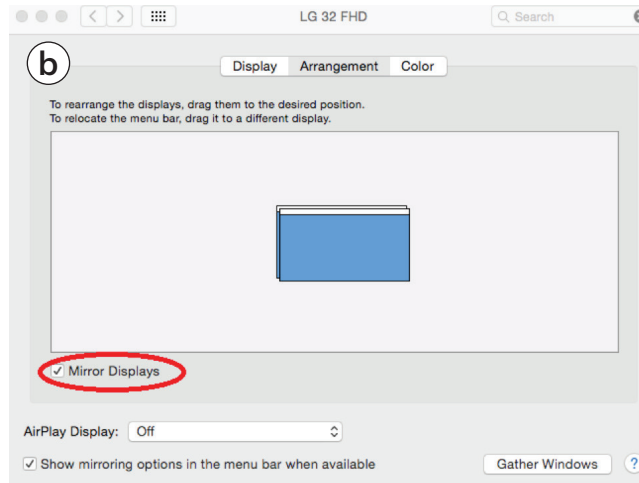 LG 32 FHD
Search
b
Display Arrangement Color
To rearrange the displays, drag them to the desired position.
To relocate the menu bar, drag it to a different display.
Mirror Displays
AirPlay Display: Off
Show mirroring options in the menu bar when available
Gather Windows
?